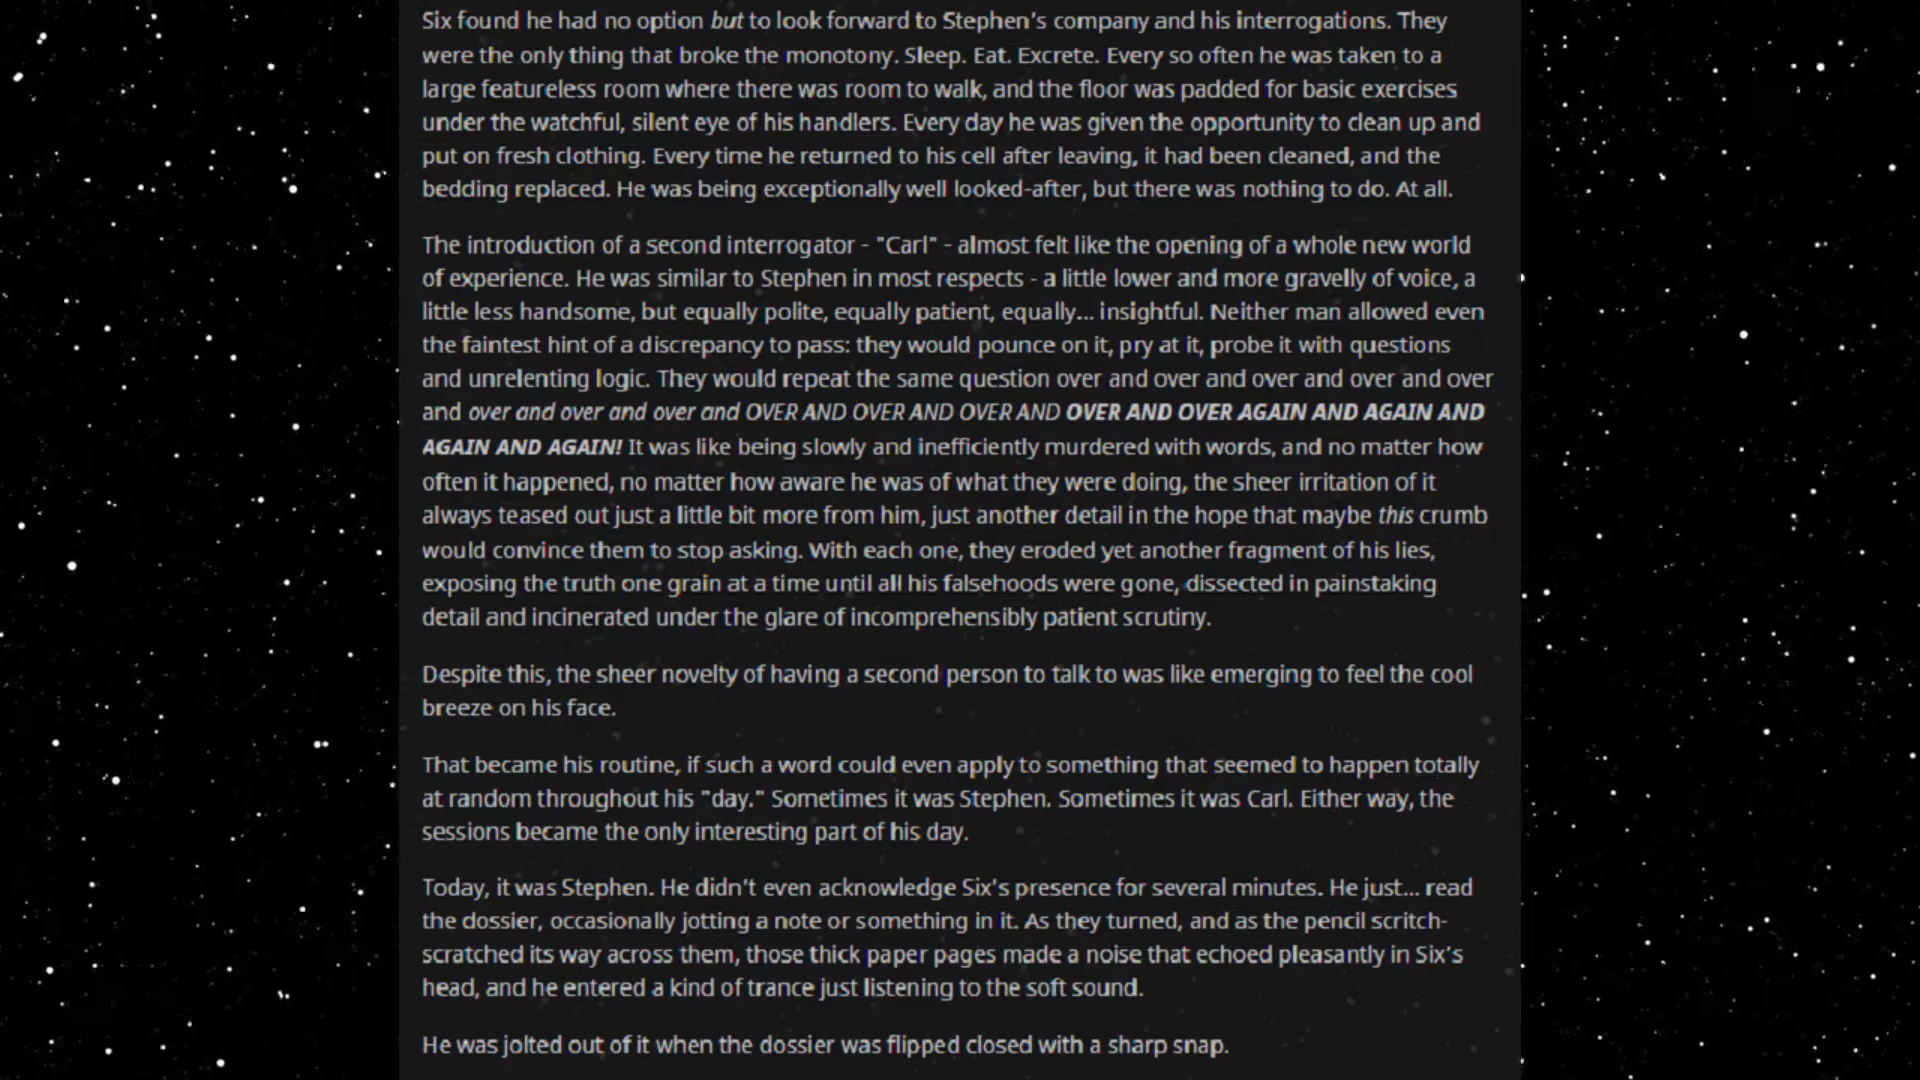 Six found he had no option but to look forward to Stephen's company and his interrogations. They
were the only thing that broke the monotony. Sleep. Eat. Excrete. Every so often he was taken to a
large featureless room where there was room to walk, and the floor was padded for basic exercises
under the watchful, silent eye of his handlers. Every day he was given the opportunity to clean up and
put on fresh clothing. Every time he returned to his cell after leaving, it had been cleaned, and the
bedding replaced. He was being exceptionally well looked-after, but there was nothing to do. At all.
The introduction of a second interrogator - "Carl" - almost felt like the opening of a whole new world
of experience. He was similar to Stephen in most respects - a little lower and more gravelly of voice, a
little less handsome, but equally polite, equally patient, equally... insightful. Neither man allowed even
the faintest hint of a discrepancy to pass: they would pounce on it, pry at it, probe it with questions
and unrelenting logic. They would repeat the same question over and over and over and over and over
and over and over and over and OVER AND OVER AND OVER AND OVER AND OVER AGAIN AND AGAIN AND
AGAIN AND AGAIN! It was like being slowly and inefficiently murdered with words, and no matter how
often it happened, no matter how aware he was of what they were doing, the sheer irritation of it
always teased out just a little bit more from him, just another detail in the hope that maybe this crumb
would convince them to stop asking. With each one, they eroded yet another fragment of his lies,
exposing the truth one grain at a time until all his falsehoods were gone, dissected in painstaking
detail and incinerated under the glare of incomprehensibly patient scrutiny.
Despite this, the sheer novelty of having a second person to talk to was like emerging to feel the cool
breeze on his face.
That became his routine, if such a word could even apply to something that seemed to happen totally
at random throughout his "day." Sometimes it was Stephen. Sometimes it was Carl. Either way, the
sessions became the only interesting part of his day.
Today, it was Stephen. He didn't even acknowledge Six's presence for several minutes. He just... read
the dossier, occasionally jotting a note or something in it. As they turned, and as the pencil scritch-
scratched its way across them, those thick paper pages made a noise that echoed pleasantly in Six's
head, and he entered a kind of trance just listening to the soft sound.
He was jolted out of it when the dossier was flipped closed with a sharp snap.